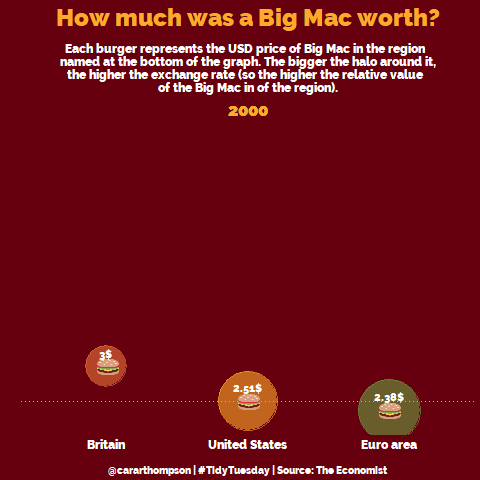 How much was a Big Mac worth?
Each burger represents the USD price of Big Mac in the region
named at the bottom of the graph. The bigger the halo around it,
the higher the exchange rate (so the higher the relative value
of the Big Mac in of the region).
2000
3$
2.51$
2.38$
Britain
United States
Euro area
@cararthompson | #TidyTuesday | Source: The Economist